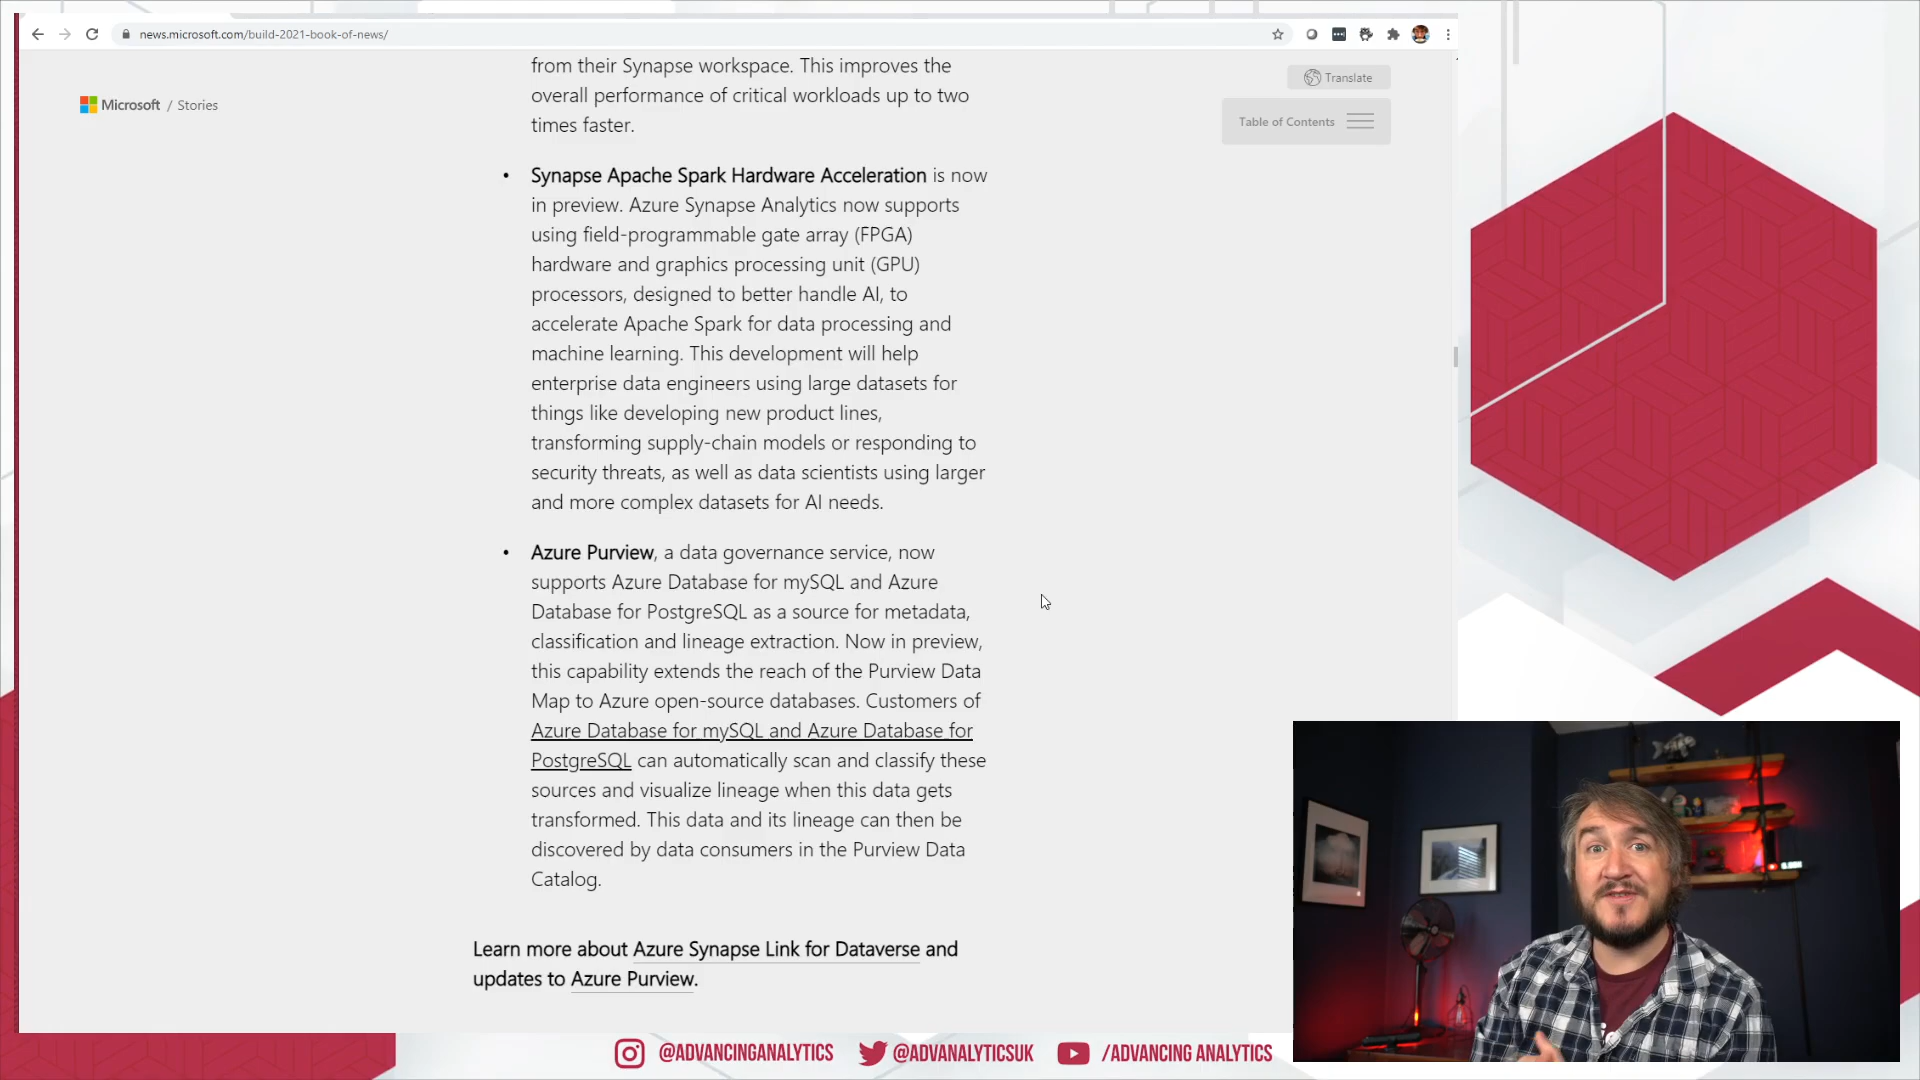 news.microsoft.com/build-2021-book-of-news/
Microsoft / Stories
Translate
Table of Contents
from their Synapse workspace. This improves the
overall performance of critical workloads up to two
times faster.
• Synapse Apache Spark Hardware Acceleration is now
in preview. Azure Synapse Analytics now supports
using field-programmable gate array (FPGA)
hardware and graphics processing unit (GPU)
processors, designed to better handle AI, to
accelerate Apache Spark for data processing and
machine learning. This development will help
enterprise data engineers using large datasets for
things like developing new product lines,
transforming supply-chain models or responding to
security threats, as well as data scientists using larger
and more complex datasets for AI needs.
• Azure Purview, a data governance service, now
supports Azure Database for mySQL and Azure
Database for PostgreSQL as a source for metadata,
classification and lineage extraction. Now in preview,
this capability extends the reach of the Purview Data
Map to Azure open-source databases. Customers of
Azure Database for mySQL and Azure Database for
PostgreSQL can automatically scan and classify these
sources and visualize lineage when this data gets
transformed. This data and its lineage can then be
discovered by data consumers in the Purview Data
Catalog.
Learn more about Azure Synapse Link for Dataverse and
updates to Azure Purview.
@ADVANCINGANALYTICS
@ADVANALYTICSUK
/ADVANCING ANALYTICS